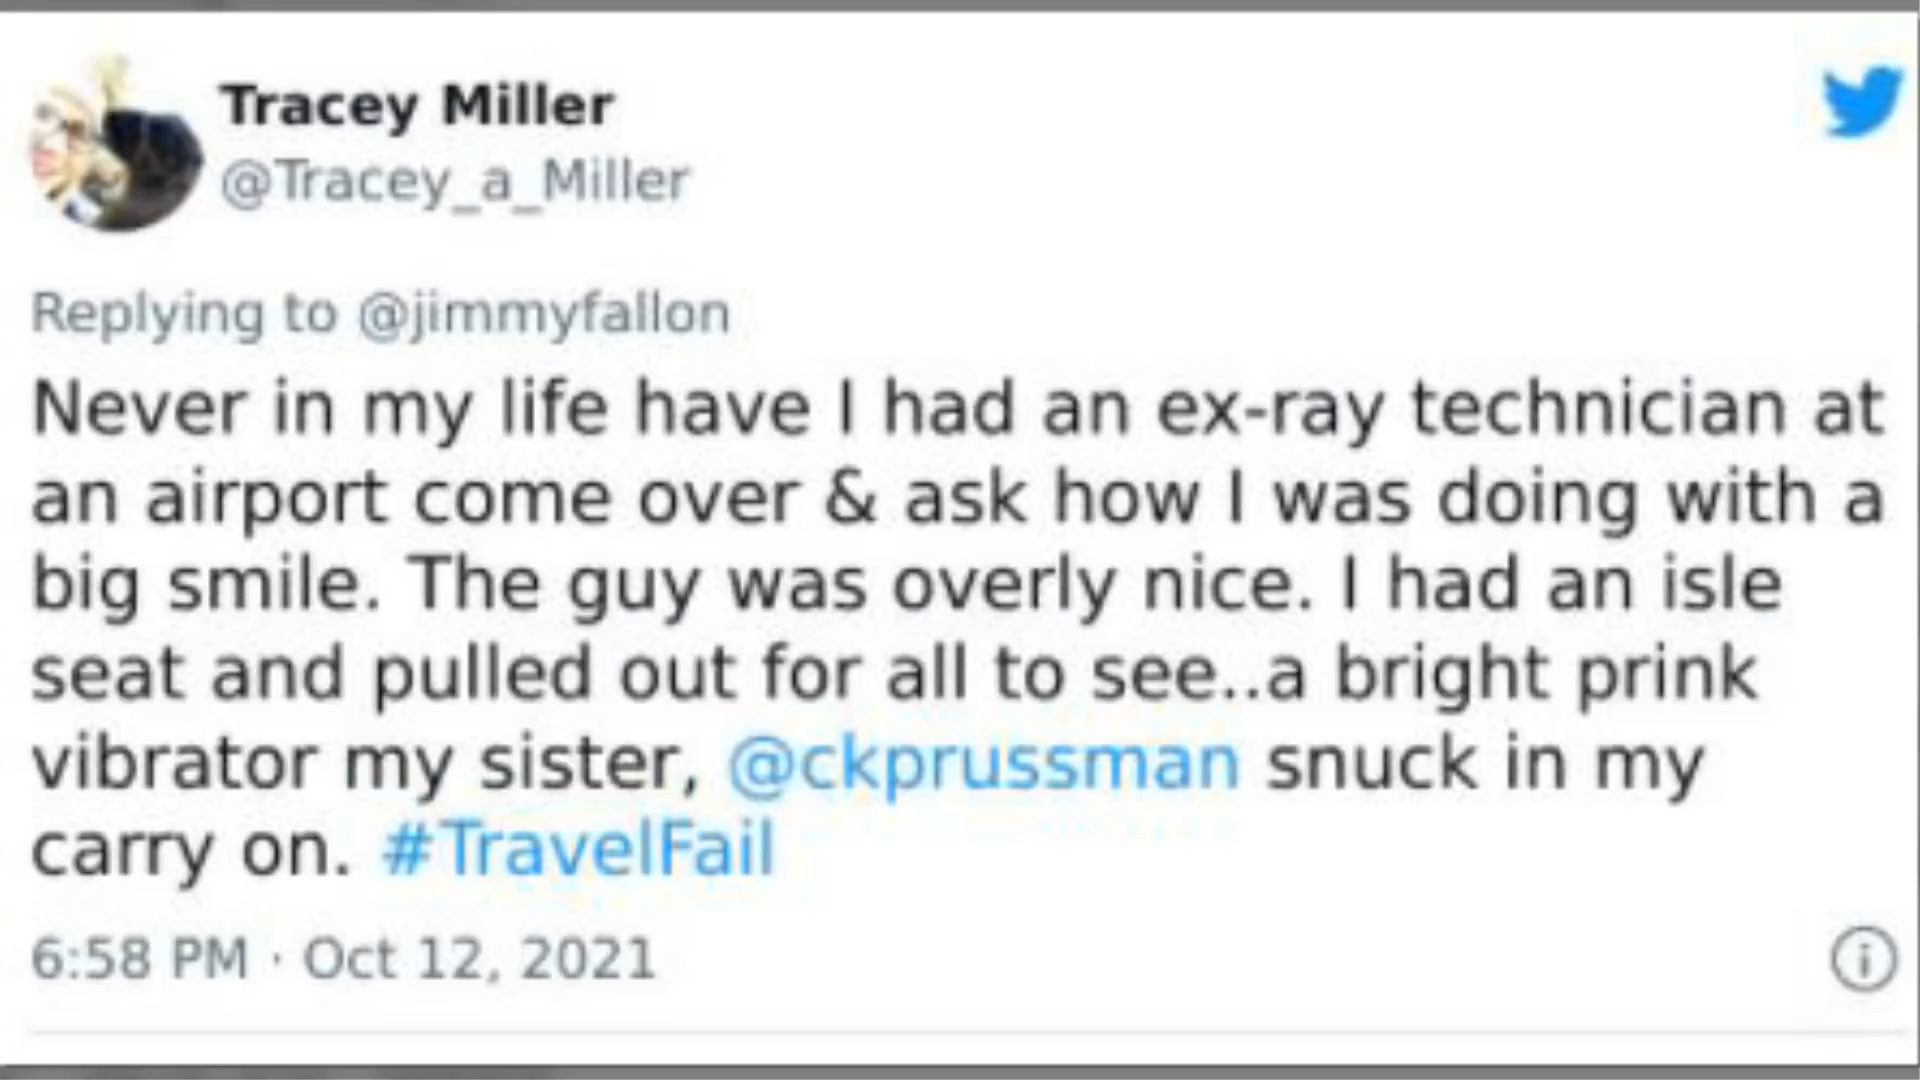 Tracey Miller
@Tracey_a_Miller
Replying to @jimmyfallon
Never in my life have I had an ex-ray technician at
an airport come over & ask how I was doing with a
big smile. The guy was overly nice. I had an isle
seat and pulled out for all to see..a bright prink
vibrator my sister, @ckprussman snuck in my
carry on. #TravelFail
6:58 PM · Oct 12, 2021